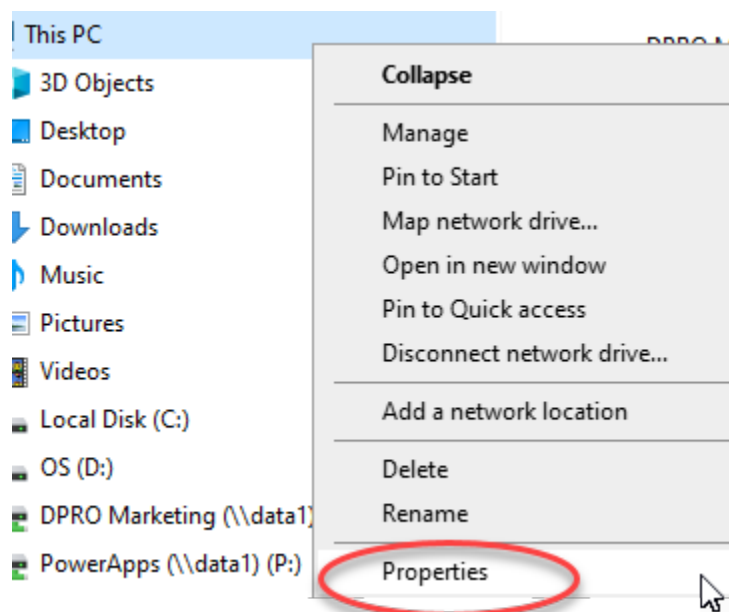 This PC
3D Objects
Desktop
Documents
Downloads
Music
Pictures
Videos
Local Disk (C:)
OS (D:)
DPRO Marketing (\\data1)
PowerApps (\\data1) (P:)
Collapse
Manage
Pin to Start
Map network drive...
Open in new window
Pin to Quick access
Disconnect network drive...
Add a network location
Delete
Rename
Properties